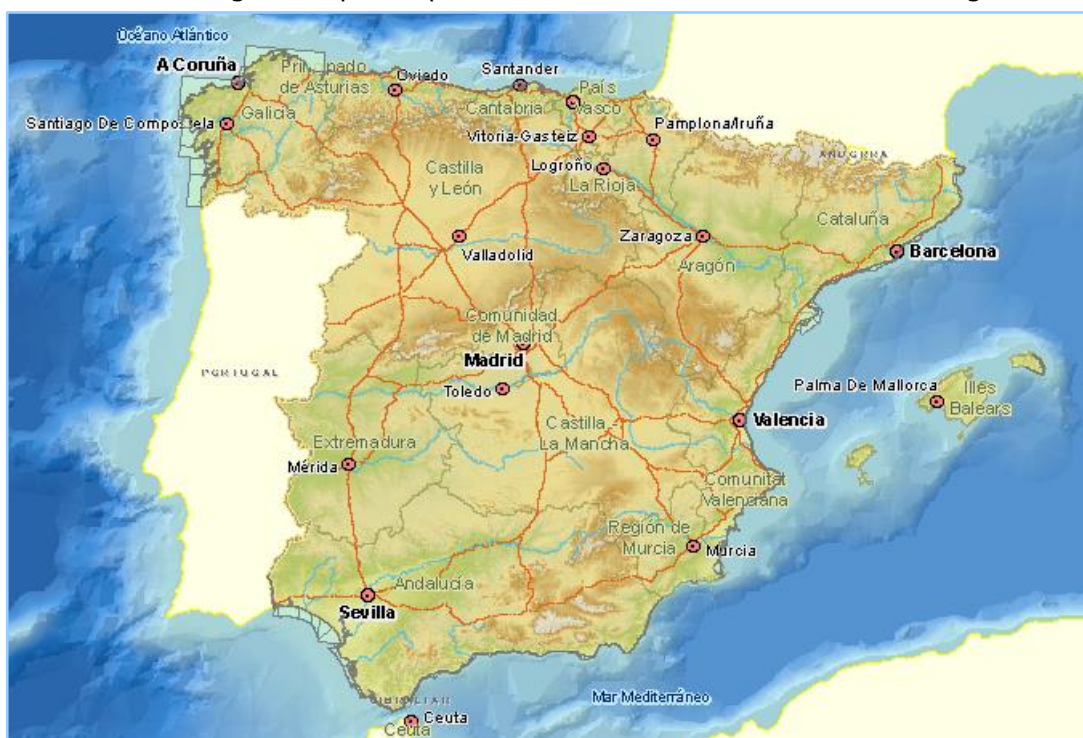 Océano Atlántico
A Coruña
Principado
de Asturias
Oviedo
Santander
Cantabria
País
Vasco
Galicia
Santiago De Compostela
Vitoria-Gasteiz
Pamplona/Iruña
ANDORRA
Castilla
y León
Logroño
La Rioja
Cataluña
Zaragoza
Valladolid
Aragón
Barcelona
Comunidad
de Madrid
Madrid
PORTUGAL
Toledo
Palma De Mallorca
Illes
Balears
Castilla -
La Mancha
Valencia
Extremadura
Mérida
Comunitat
Valenciana
Región de
Murcia
Murcia
Andalucía
Sevilla
GIBRALTAR
Mar Mediterráneo
Ceuta
Ceuta